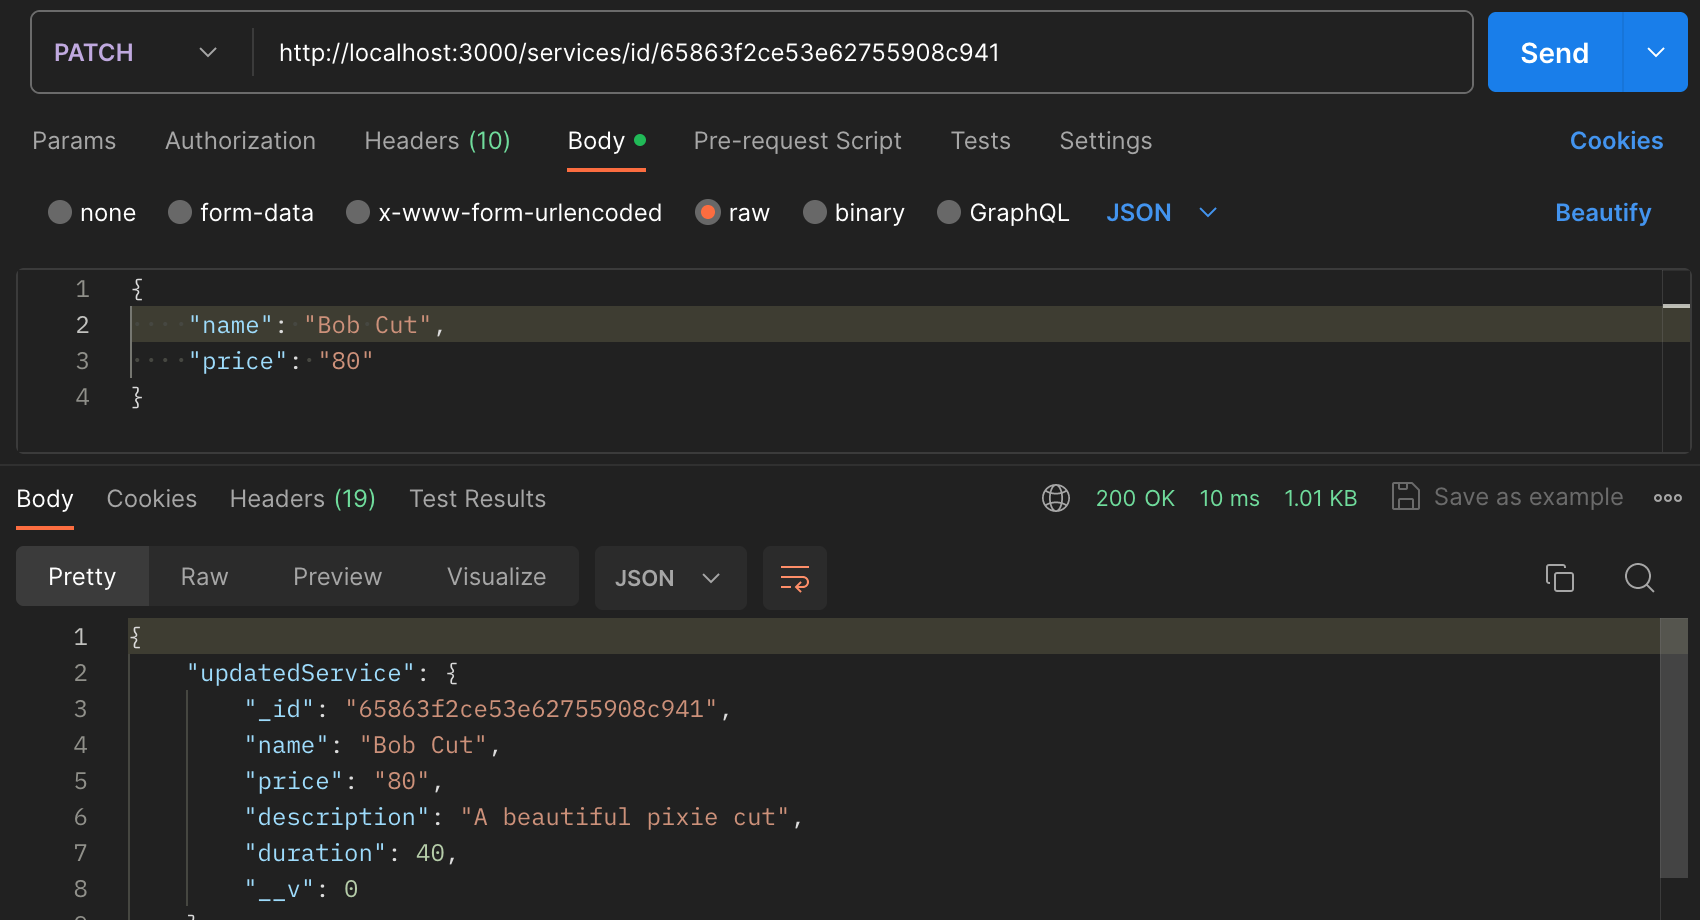 PATCH http://localhost:3000/services/id/65863f2ce53e62755908c941 Send
Params Authorization Headers (10) Body Pre-request Script Tests Settings Cookies
none form-data x-www-form-urlencoded raw binary GraphQL JSON Beautify
1 {
2 "name": "Bob Cut",
3 "price": "80"
4 }
Body Cookies Headers (19) Test Results 200 OK 10 ms 1.01 KB Save as example
Pretty Raw Preview Visualize JSON
1 {
2 "updatedService": {
3 "_id": "65863f2ce53e62755908c941",
4 "name": "Bob Cut",
5 "price": "80",
6 "description": "A beautiful pixie cut",
7 "duration": 40,
8 "__v": 0